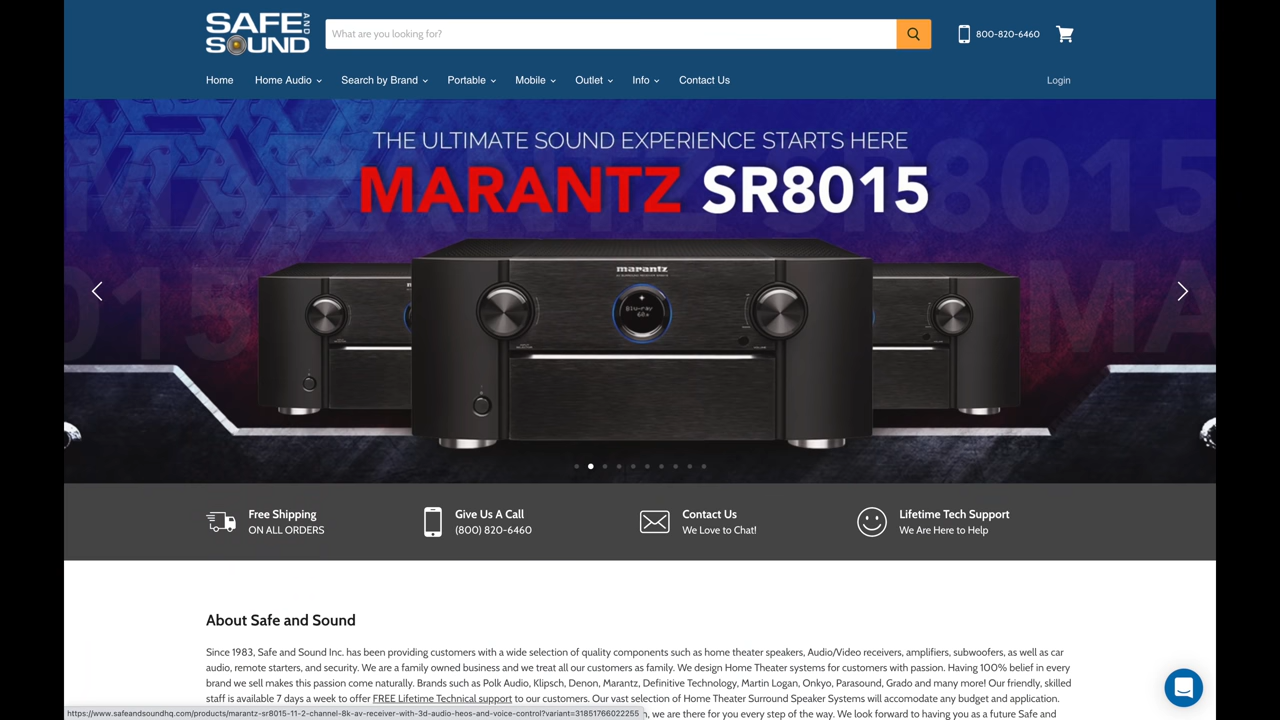 SAFE AND SOUND
What are you looking for?
800-820-6460
Home Home Audio Search by Brand Portable Mobile Outlet Info Contact Us Login
THE ULTIMATE SOUND EXPERIENCE STARTS HERE
MARANTZ SR8015
marantz
Blu-ray
Free Shipping
ON ALL ORDERS
Give Us A Call
(800) 820-6460
Contact Us
We Love to Chat!
Lifetime Tech Support
We Are Here to Help
About Safe and Sound
Since 1983, Safe and Sound Inc. has been providing customers with a wide selection of quality components such as home theater speakers, Audio/Video receivers, amplifiers, subwoofers, as well as car
audio, remote starters, and security. We are a family owned business and we treat all our customers as family. We design Home Theater systems for customers with passion. Having 100% belief in every
brand we sell makes this passion come naturally. Brands such as Polk Audio, Klipsch, Denon, Marantz, Definitive Technology, Martin Logan, Onkyo, Parasound, Grado and many more! Our friendly, skilled
staff is available 7 days a week to offer FREE Lifetime Technical support to our customers. Our vast selection of Home Theater Surround Speaker Systems will accomodate any budget and application.
https://www.safeandsoundhq.com/products/marantz-sr8015-11-2-channel-8k-av-receiver-with-3d-audio-heos-and-voice-control?variant=31851766022255
, we are there for you every step of the way. We look forward to having you as a future Safe and